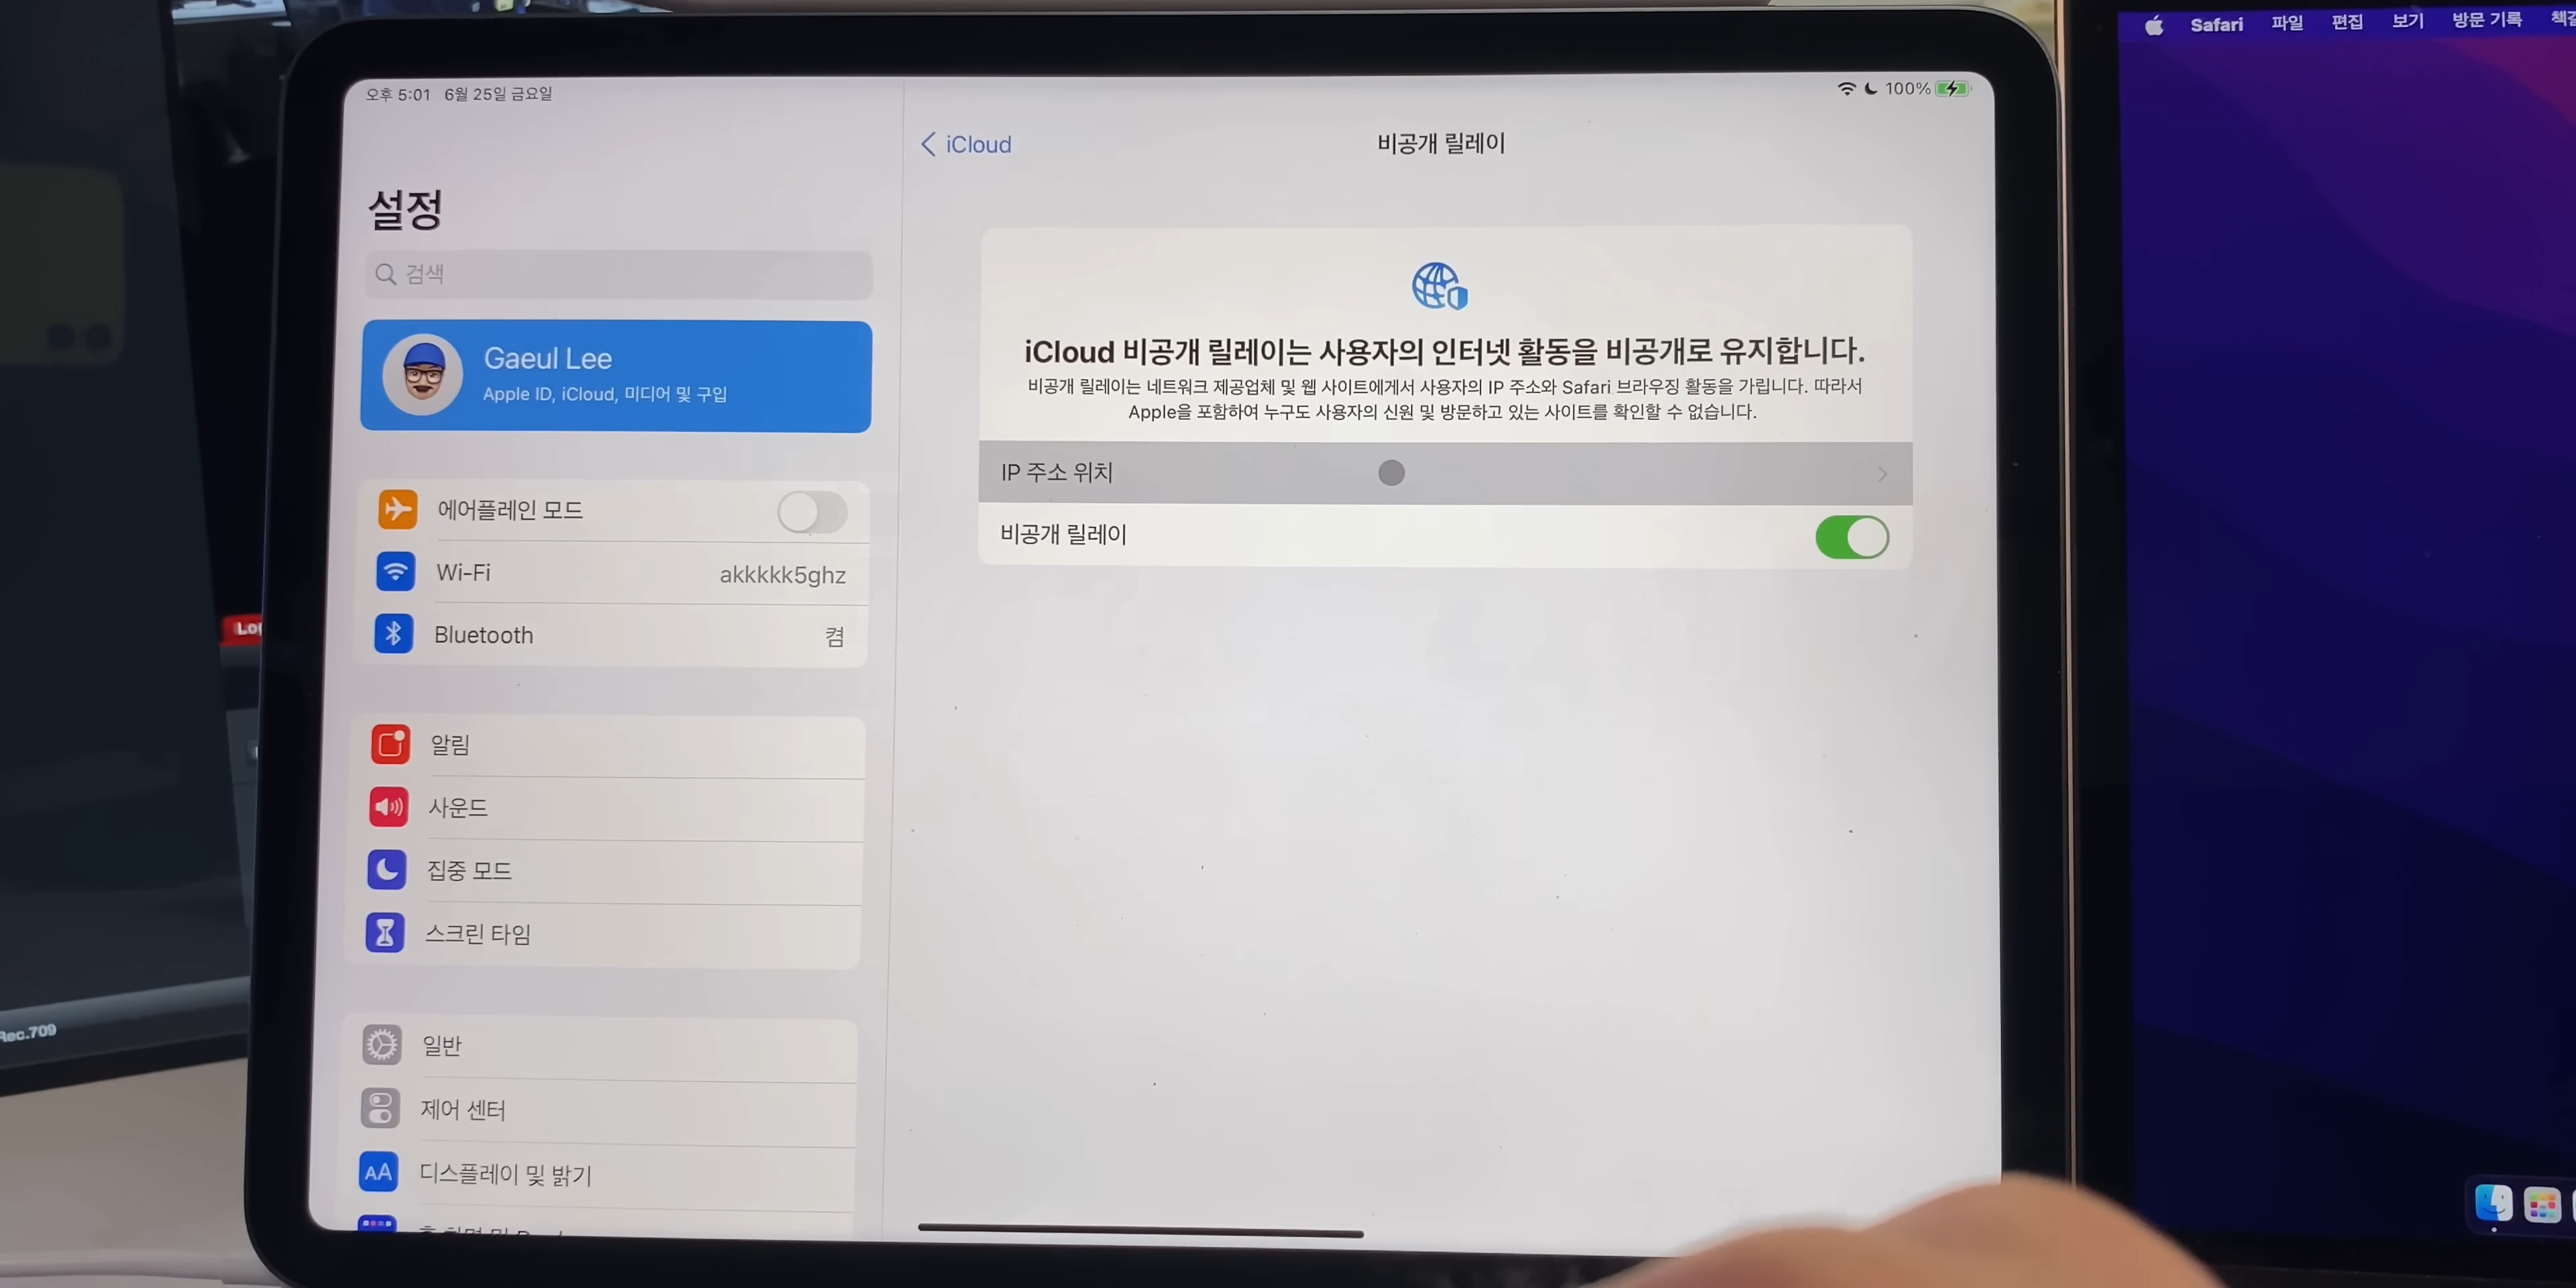 Safari 파일 편집 보기 방문 기록
오후 5:01 6월 25일 금요일
100%
iCloud
비공개 릴레이
설정
검색
Gaeul Lee
Apple ID, iCloud, 미디어 및 구입
에어플레인 모드
Wi-Fi akkkkk5ghz
Bluetooth 켬
알림
사운드
집중 모드
스크린 타임
일반
제어 센터
AA 디스플레이 및 밝기
iCloud 비공개 릴레이는 사용자의 인터넷 활동을 비공개로 유지합니다.
비공개 릴레이는 네트워크 제공업체 및 웹 사이트에게서 사용자의 IP 주소와 Safari 브라우징 활동을 가립니다. 따라서
Apple을 포함하여 누구도 사용자의 신원 및 방문하고 있는 사이트를 확인할 수 없습니다.
IP 주소 위치
비공개 릴레이
Rec.709